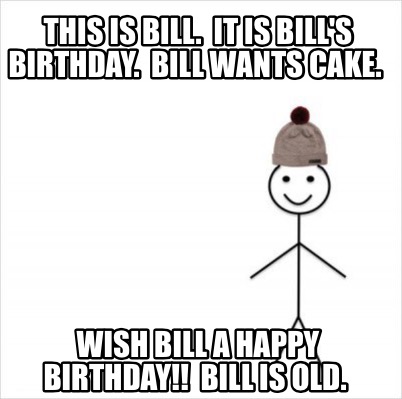 THIS IS BILL. IT IS BILL'S
BIRTHDAY. BILL WANTS CAKE.
WISH BILL A HAPPY
BIRTHDAY!! BILL IS OLD.